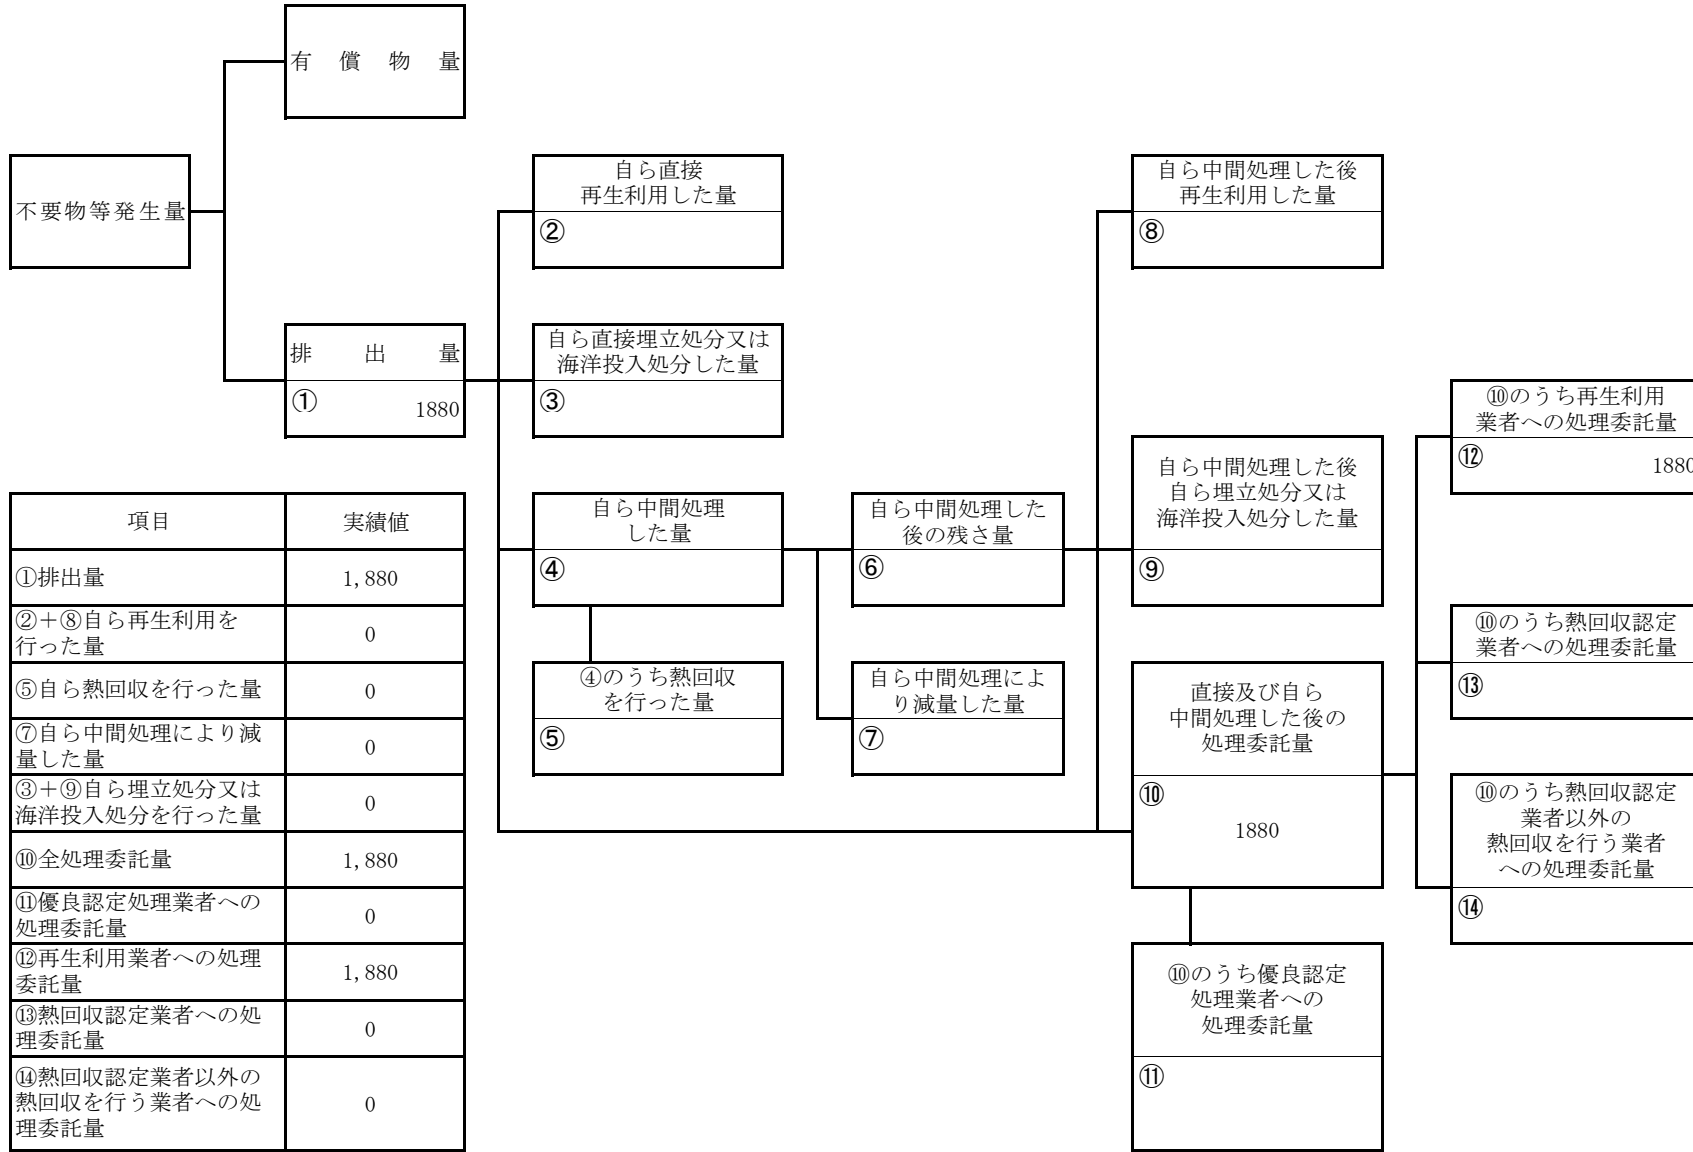 有償物量
不要物等発生量
排出量
①
1880
自ら直接
再生利用した量
②
自ら直接埋立処分又は
海洋投入処分した量
③
自ら中間処理
した量
④
④のうち熱回収
を行った量
⑤
自ら中間処理した
後の残さ量
⑥
自ら中間処理によ
り減量した量
⑦
自ら中間処理した後
再生利用した量
⑧
自ら中間処理した後
自ら埋立処分又は
海洋投入処分した量
⑨
直接及び自ら
中間処理した後の
処理委託量
⑩
1880
⑩のうち優良認定
処理業者への
処理委託量
⑪
⑩のうち再生利用
業者への処理委託量
⑫
1880
⑩のうち熱回収認定
業者への処理委託量
⑬
⑩のうち熱回収認定
業者以外の
熱回収を行う業者
への処理委託量
⑭
項目 実績値
①排出量 1,880
②＋⑧自ら再生利用を
行った量 0
⑤自ら熱回収を行った量 0
⑦自ら中間処理により減
量した量 0
③＋⑨自ら埋立処分又は
海洋投入処分を行った量 0
⑩全処理委託量 1,880
⑪優良認定処理業者への
処理委託量 0
⑫再生利用業者への処理
委託量 1,880
⑬熱回収認定業者への処
理委託量 0
⑭熱回収認定業者以外の
熱回収を行う業者への処
理委託量 0